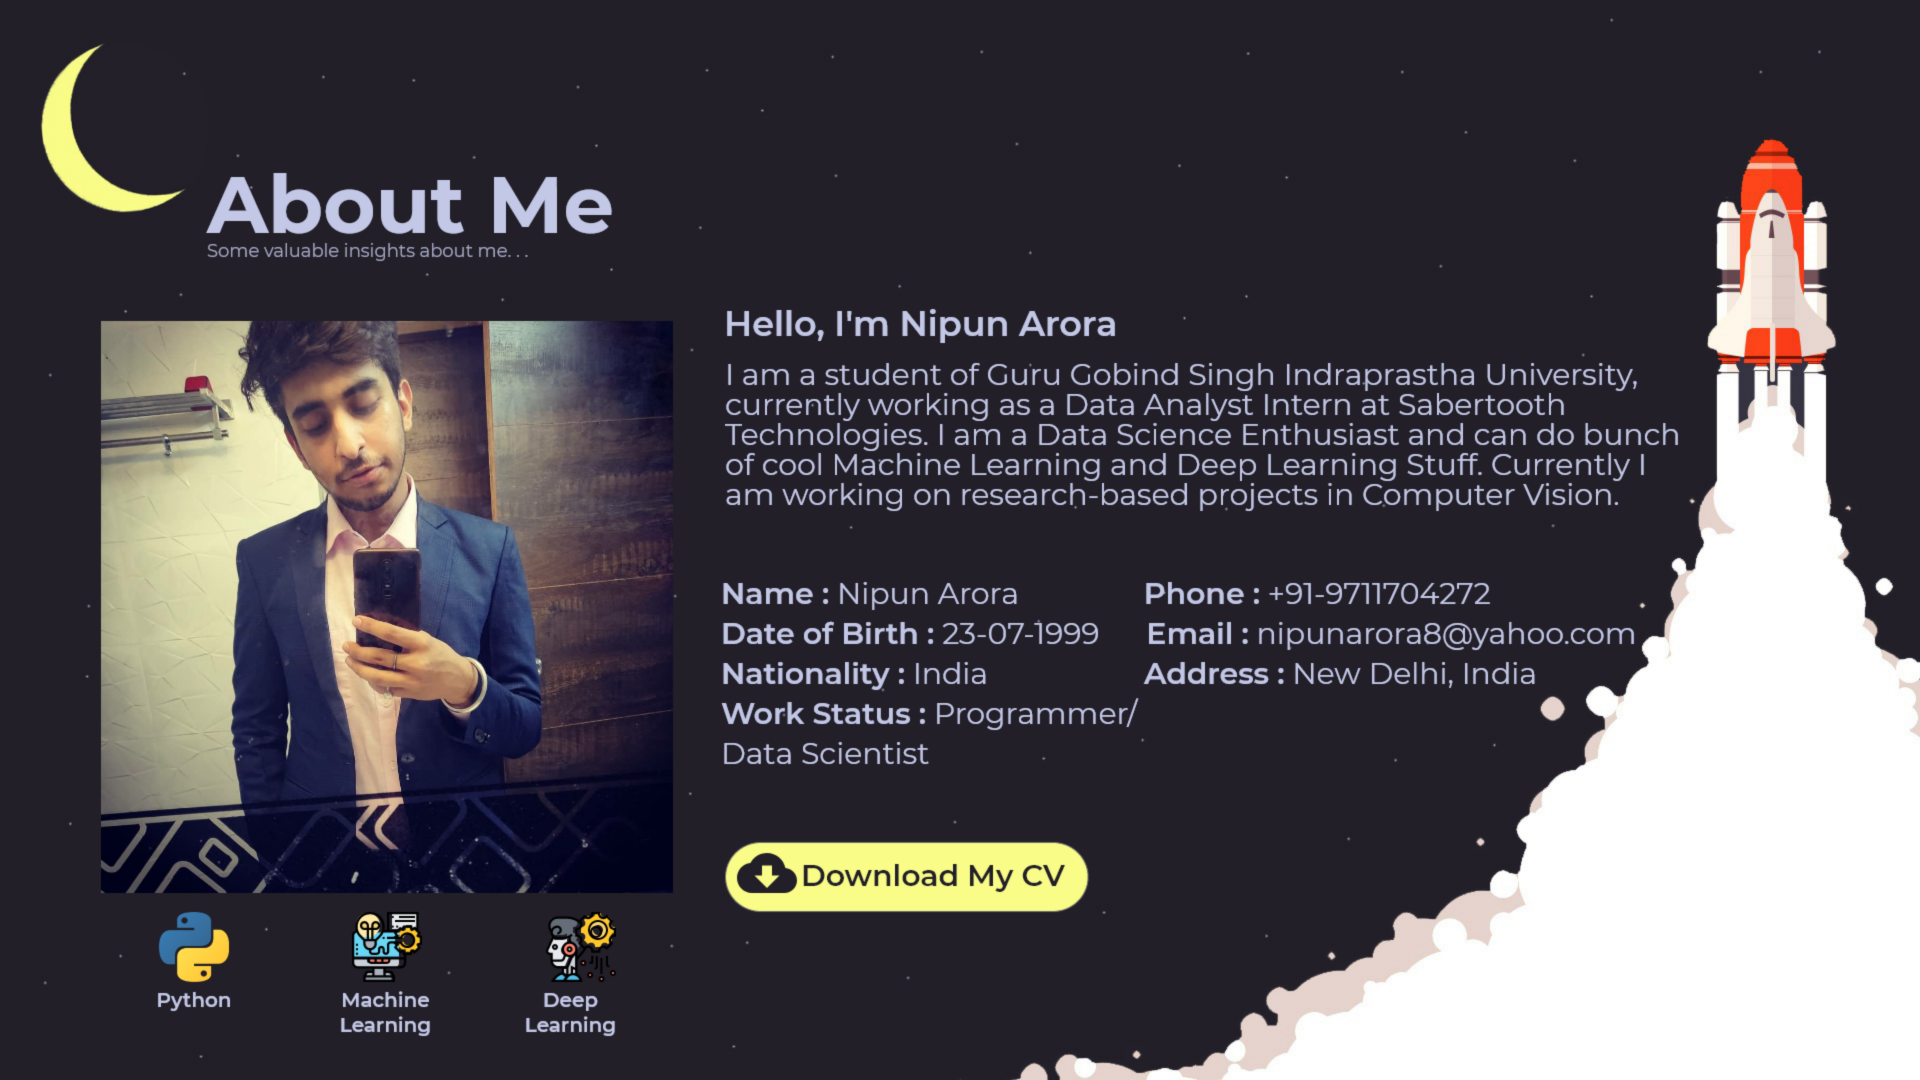 About Me
Some valuable insights about me. . .
Hello, I'm Nipun Arora
I am a student of Guru Gobind Singh Indraprastha University,
currently working as a Data Analyst Intern at Sabertooth
Technologies. I am a Data Science Enthusiast and can do bunch
of cool Machine Learning and Deep Learning Stuff. Currently I
am working on research-based projects in Computer Vision.
Name : Nipun Arora
Date of Birth : 23-07-1999
Nationality : India
Work Status : Programmer/
Data Scientist
Phone : +91-9711704272
Email : nipunarora8@yahoo.com
Address : New Delhi, India
Download My CV
Python
Machine
Learning
Deep
Learning